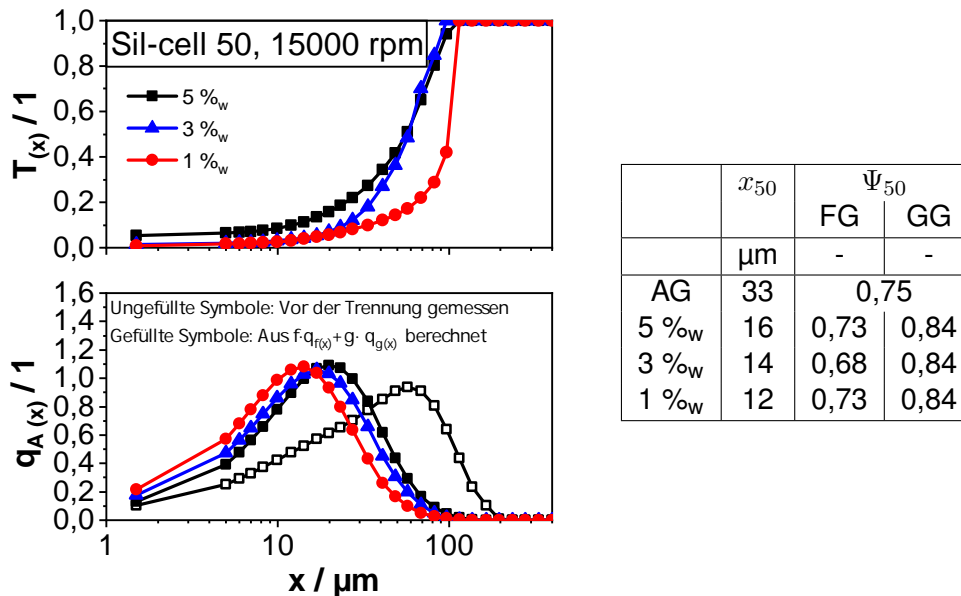 Sil-cell 50, 15000 rpm
T(x) / 1
1,0
0,8
0,6
0,4
0,2
0,0
5 %w
3 %w
1 %w
qA (x) / 1
1,6
1,4
1,2
1,0
0,8
0,6
0,4
0,2
0,0
Ungefüllte Symbole: Vor der Trennung gemessen
Gefüllte Symbole: Aus f·qf(x)+g· qg(x) berechnet
1 10 100
x / µm
x50 Ψ50
FG GG
µm - -
AG 33 0,75
5 %w 16 0,73 0,84
3 %w 14 0,68 0,84
1 %w 12 0,73 0,84